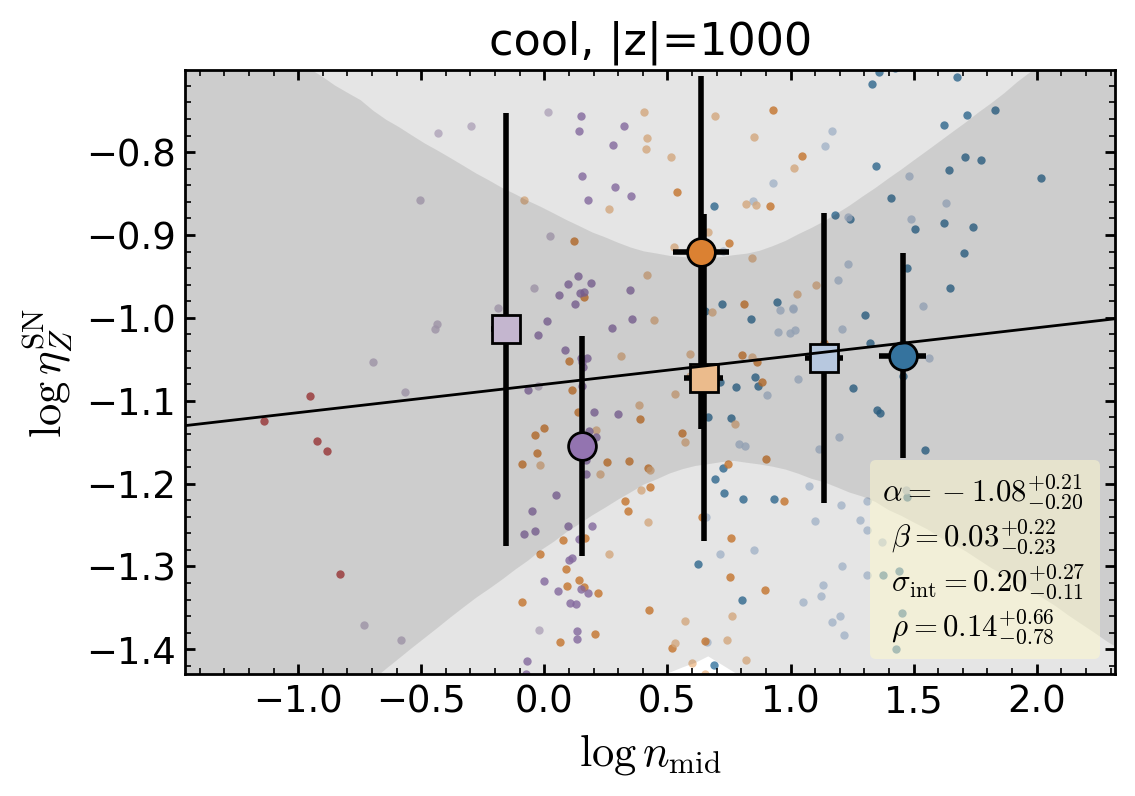 cool, |z|=1000
log η_Z^SN
−0.8
−0.9
−1.0
−1.1
−1.2
−1.3
−1.4
α = −1.08 +0.21 −0.20
β = 0.03 +0.22 −0.23
σ_int = 0.20 +0.27 −0.11
ρ = 0.14 +0.66 −0.78
−1.0 −0.5 0.0 0.5 1.0 1.5 2.0
log n_mid